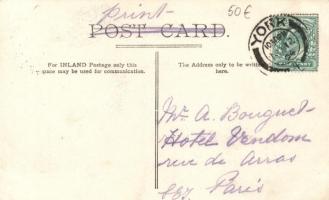 print
50€
POST CARD.
YORK
For INLAND Postage only this
space may be used for communication.
The Address only to be written
here.
Mr. A. Bouquet
Hotel Vendom
rue de Arras
Paris